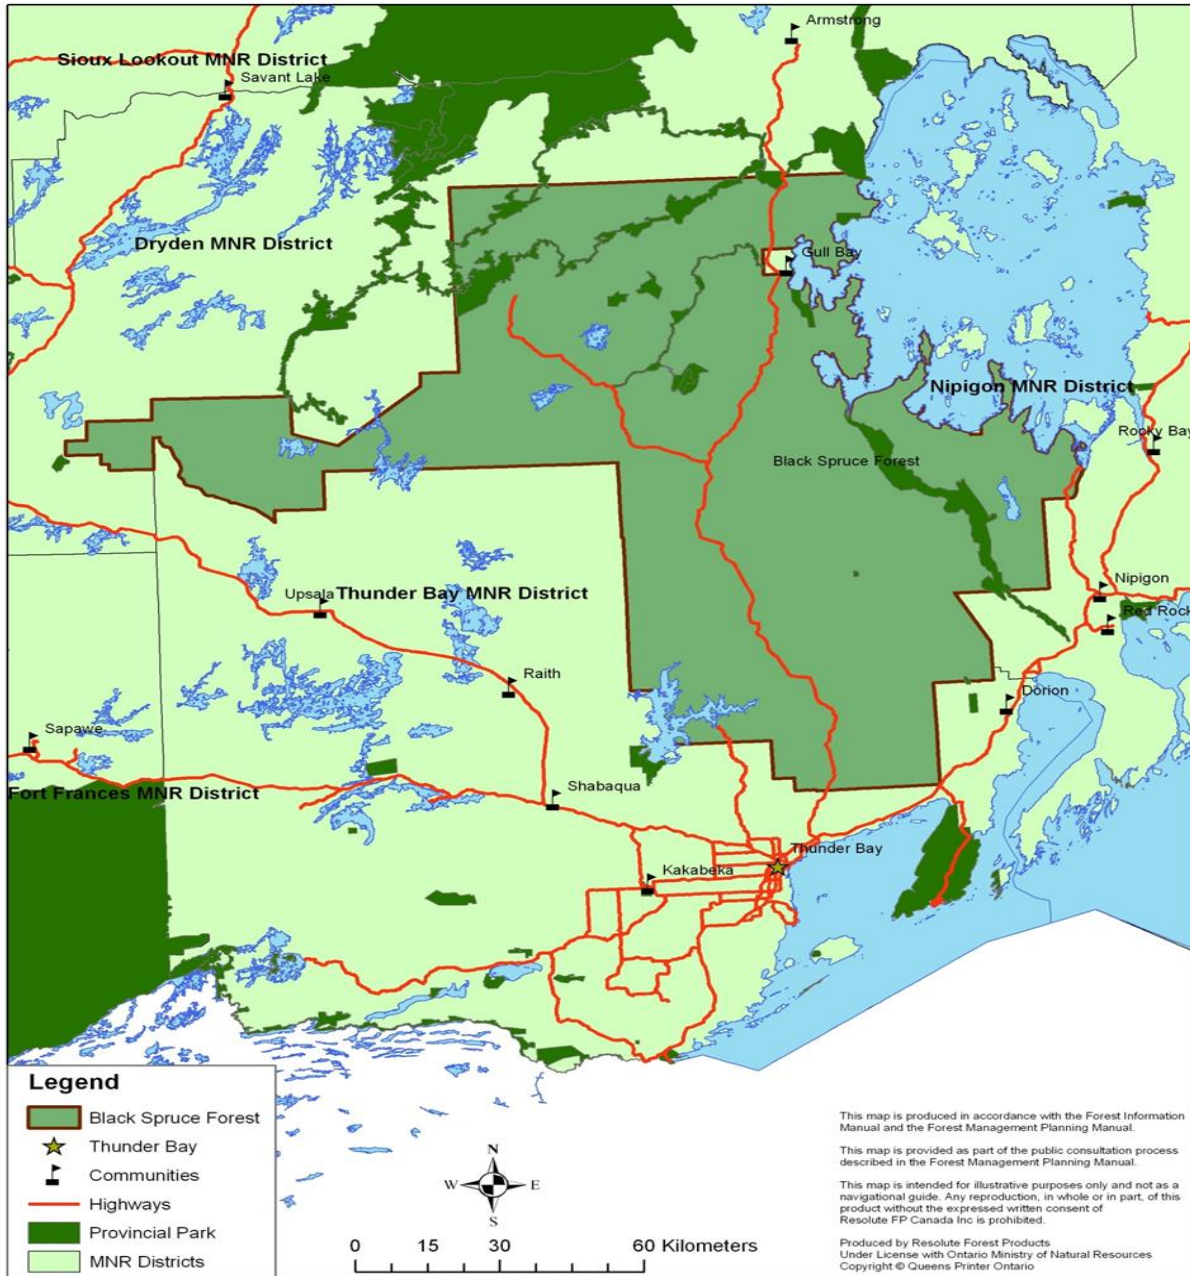 Armstrong
Sioux Lookout MNR District
Savant Lake
Dryden MNR District
Gull Bay
Nipigon MNR District
Rocky Bay
Black Spruce Forest
Nipigon
Upsala
Thunder Bay MNR District
Red Rock
Raith
Dorion
Sapawe
Shabaqua
Fort Frances MNR District
Thunder Bay
Kakabeka
Legend
Black Spruce Forest
Thunder Bay
Communities
Highways
Provincial Park
MNR Districts
N
W
E
S
0 15 30 60 Kilometers
This map is produced in accordance with the Forest Information
Manual and the Forest Management Planning Manual.
This map is provided as part of the public consultation process
described in the Forest Management Planning Manual.
This map is intended for illustrative purposes only and not as a
navigational guide. Any reproduction, in whole or in part, of this
product without the expressed written consent of
Resolute FP Canada Inc is prohibited.
Produced by Resolute Forest Products
Under License with Ontario Ministry of Natural Resources
Copyright © Queens Printer Ontario